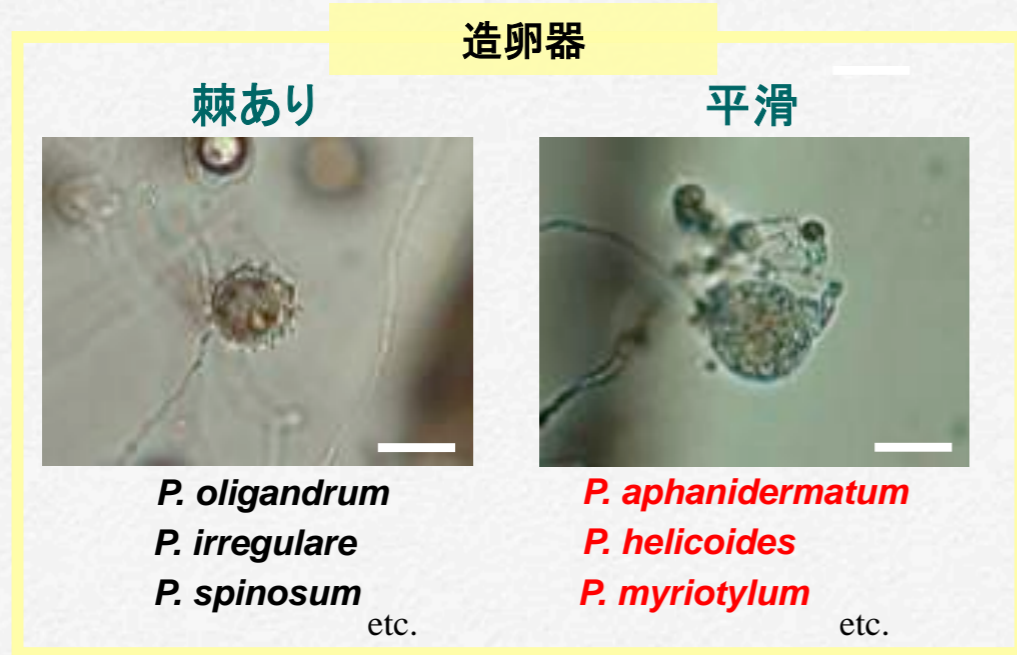 造卵器
棘あり
平滑
P. oligandrum
P. irregulare
P. spinosum
etc.
P. aphanidermatum
P. helicoides
P. myriotylum
etc.